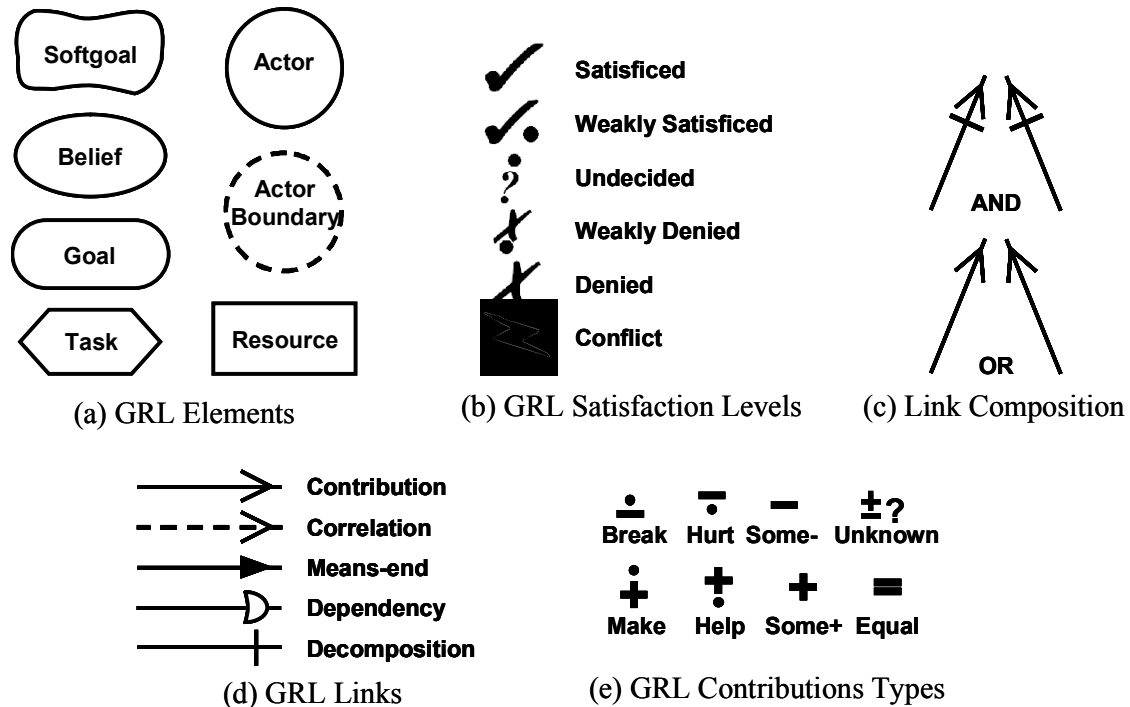 Softgoal
Actor
Belief
Actor
Boundary
Goal
Task
Resource
(a) GRL Elements
Satisficed
Weakly Satisficed
?
Undecided
Weakly Denied
Denied
Conflict
(b) GRL Satisfaction Levels
AND
OR
(c) Link Composition
Contribution
Correlation
Means-end
Dependency
Decomposition
(d) GRL Links
− ± ?
Break Hurt Some- Unknown
+ + + =
Make Help Some+ Equal
(e) GRL Contributions Types